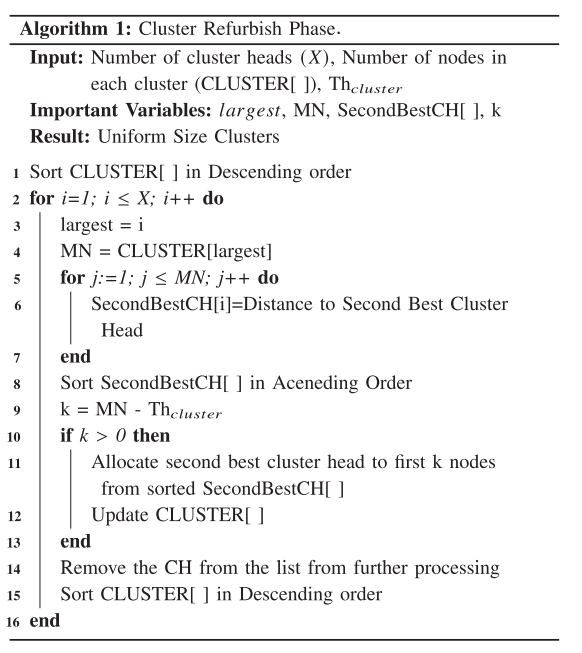 Algorithm 1: Cluster Refurbish Phase.
Input: Number of cluster heads (X), Number of nodes in
each cluster (CLUSTER[ ]), Th_cluster
Important Variables: largest, MN, SecondBestCH[ ], k
Result: Uniform Size Clusters
1 Sort CLUSTER[ ] in Descending order
2 for i=1; i ≤ X; i++ do
3 largest = i
4 MN = CLUSTER[largest]
5 for j:=1; j ≤ MN; j++ do
6 SecondBestCH[i]=Distance to Second Best Cluster
Head
7 end
8 Sort SecondBestCH[ ] in Aceneding Order
9 k = MN - Th_cluster
10 if k > 0 then
11 Allocate second best cluster head to first k nodes
from sorted SecondBestCH[ ]
12 Update CLUSTER[ ]
13 end
14 Remove the CH from the list from further processing
15 Sort CLUSTER[ ] in Descending order
16 end